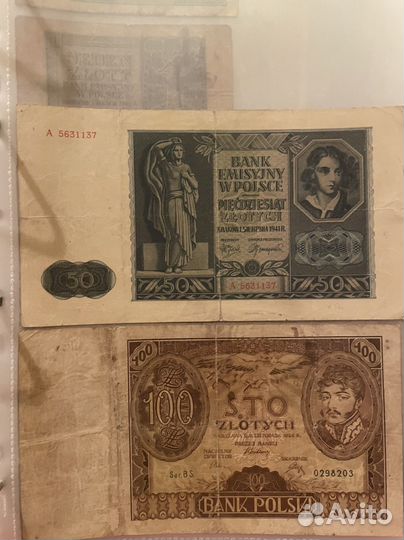 A 5631137
BANK
EMISYJNY
W POLSCE
PIĘĆDZIESIĄT
ZŁOTYCH
KRAKÓW 1. SIERPNIA 1941 R.
A 5631137
50
50
50
100
100
100
STO
ZŁOTYCH
Ser. BS.
0298203
BANK POLSKI
Avito